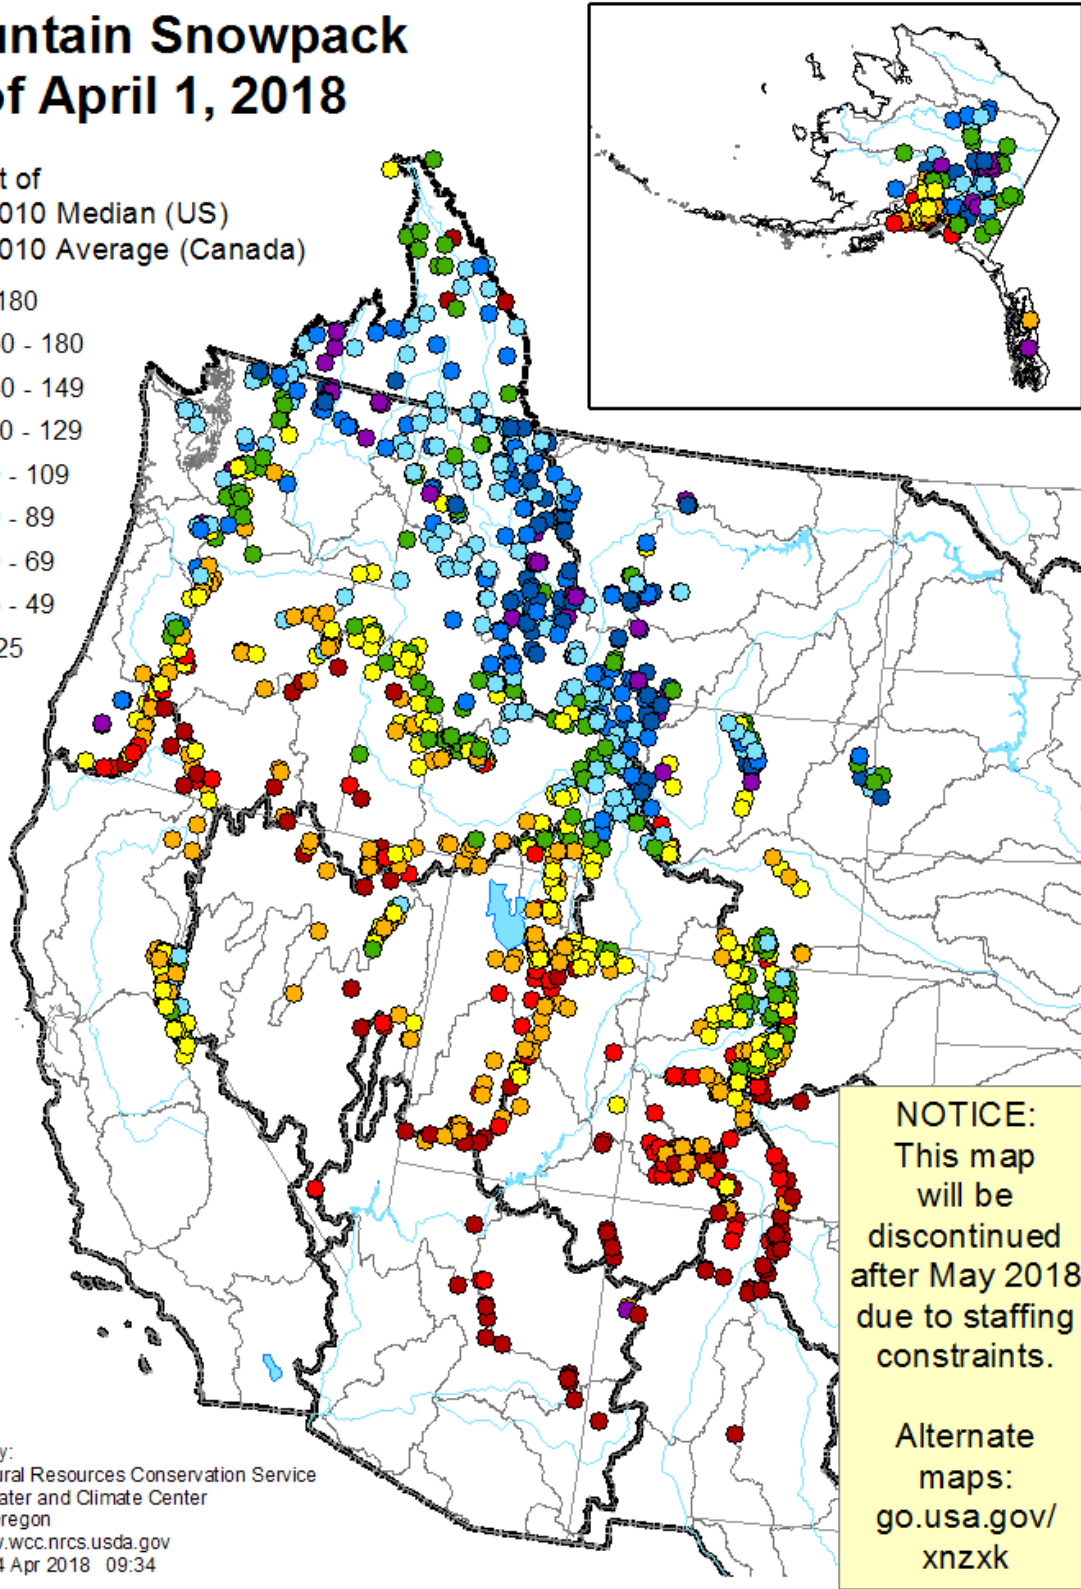 untain Snowpack
of April 1, 2018
t of
010 Median (US)
010 Average (Canada)
180
0 - 180
0 - 149
0 - 129
- 109
- 89
- 69
- 49
25
NOTICE:
This map
will be
discontinued
after May 2018
due to staffing
constraints.
Alternate
maps:
go.usa.gov/
xnzxk
y:
ural Resources Conservation Service
ater and Climate Center
regon
.wcc.nrcs.usda.gov
4 Apr 2018 09:34